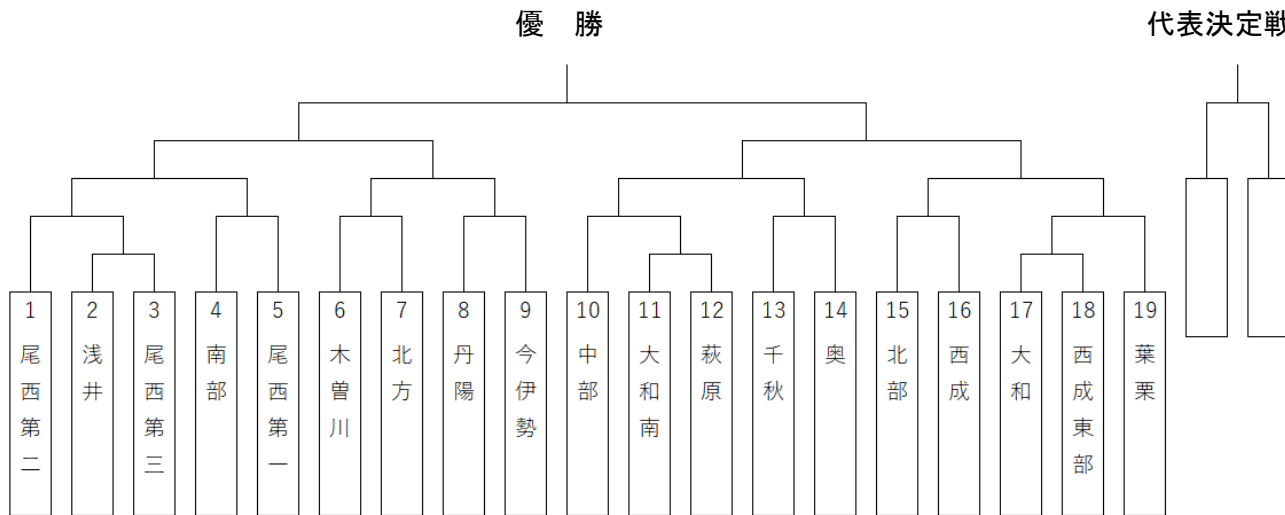 優　勝
代表決定戦
1 尾西第二
2 浅井
3 尾西第三
4 南部
5 尾西第一
6 木曽川
7 北方
8 丹陽
9 今伊勢
10 中部
11 大和南
12 萩原
13 千秋
14 奥
15 北部
16 西成
17 大和
18 西成東部
19 葉栗